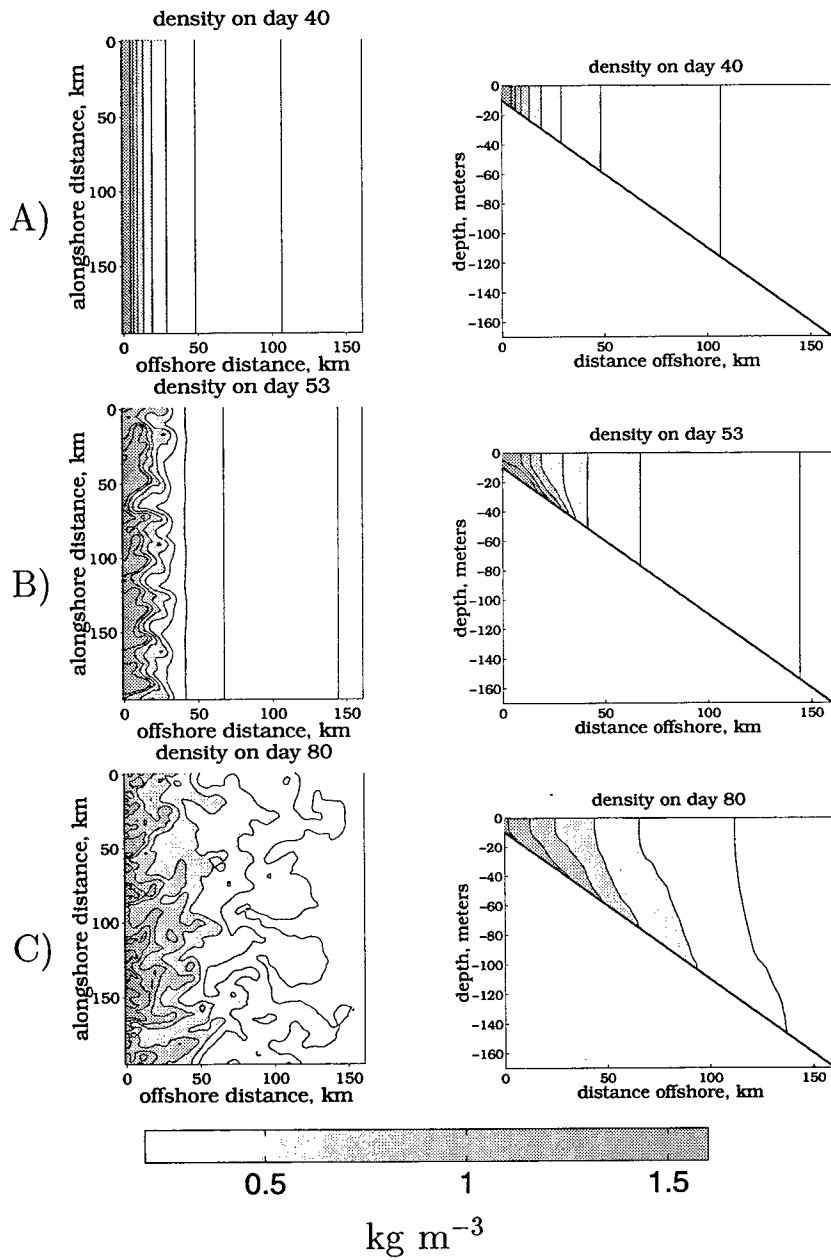 density on day 40
0
50
100
150
alongshore distance, km
0 50 100 150
offshore distance, km
A)
density on day 40
0
-20
-40
-60
-80
-100
-120
-140
-160
depth, meters
0 50 100 150
distance offshore, km
density on day 53
0
50
100
150
alongshore distance, km
0 50 100 150
offshore distance, km
B)
density on day 53
0
-20
-40
-60
-80
-100
-120
-140
-160
depth, meters
0 50 100 150
distance offshore, km
density on day 80
0
50
100
150
alongshore distance, km
0 50 100 150
offshore distance, km
C)
density on day 80
0
-20
-40
-60
-80
-100
-120
-140
-160
depth, meters
0 50 100 150
distance offshore, km
0.5 1 1.5
kg m⁻³